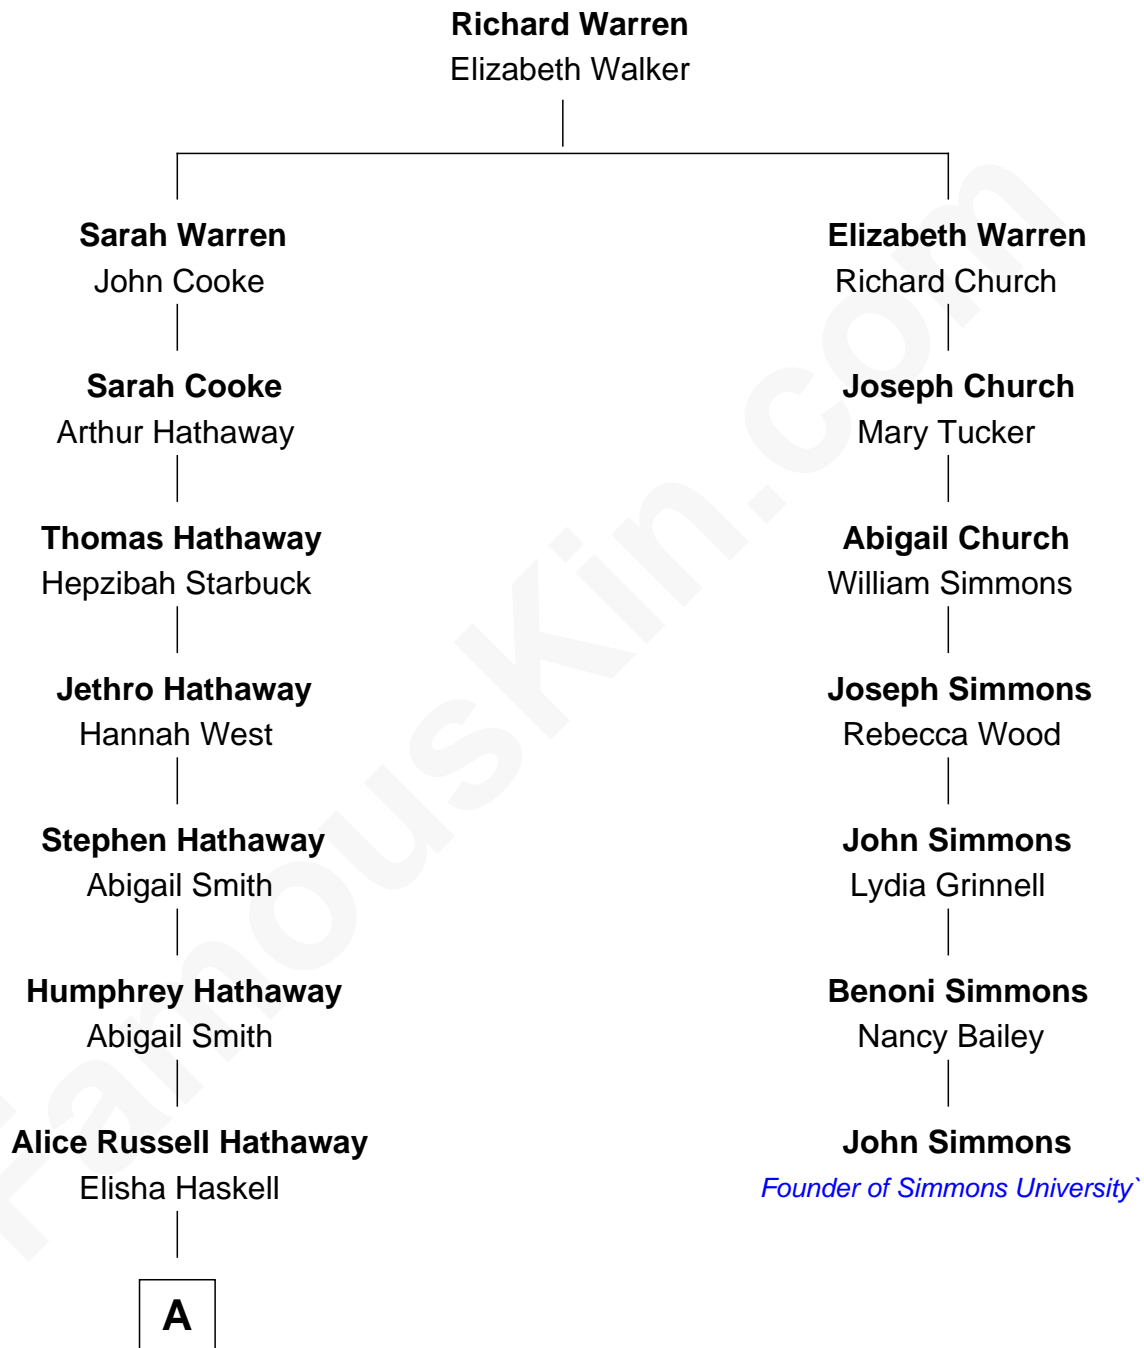 Richard Warren
Elizabeth Walker
Sarah Warren
John Cooke
Sarah Cooke
Arthur Hathaway
Thomas Hathaway
Hepzibah Starbuck
Jethro Hathaway
Hannah West
Stephen Hathaway
Abigail Smith
Humphrey Hathaway
Abigail Smith
Alice Russell Hathaway
Elisha Haskell
A
Elizabeth Warren
Richard Church
Joseph Church
Mary Tucker
Abigail Church
William Simmons
Joseph Simmons
Rebecca Wood
John Simmons
Lydia Grinnell
Benoni Simmons
Nancy Bailey
John Simmons
Founder of Simmons University`
FamousKin.com